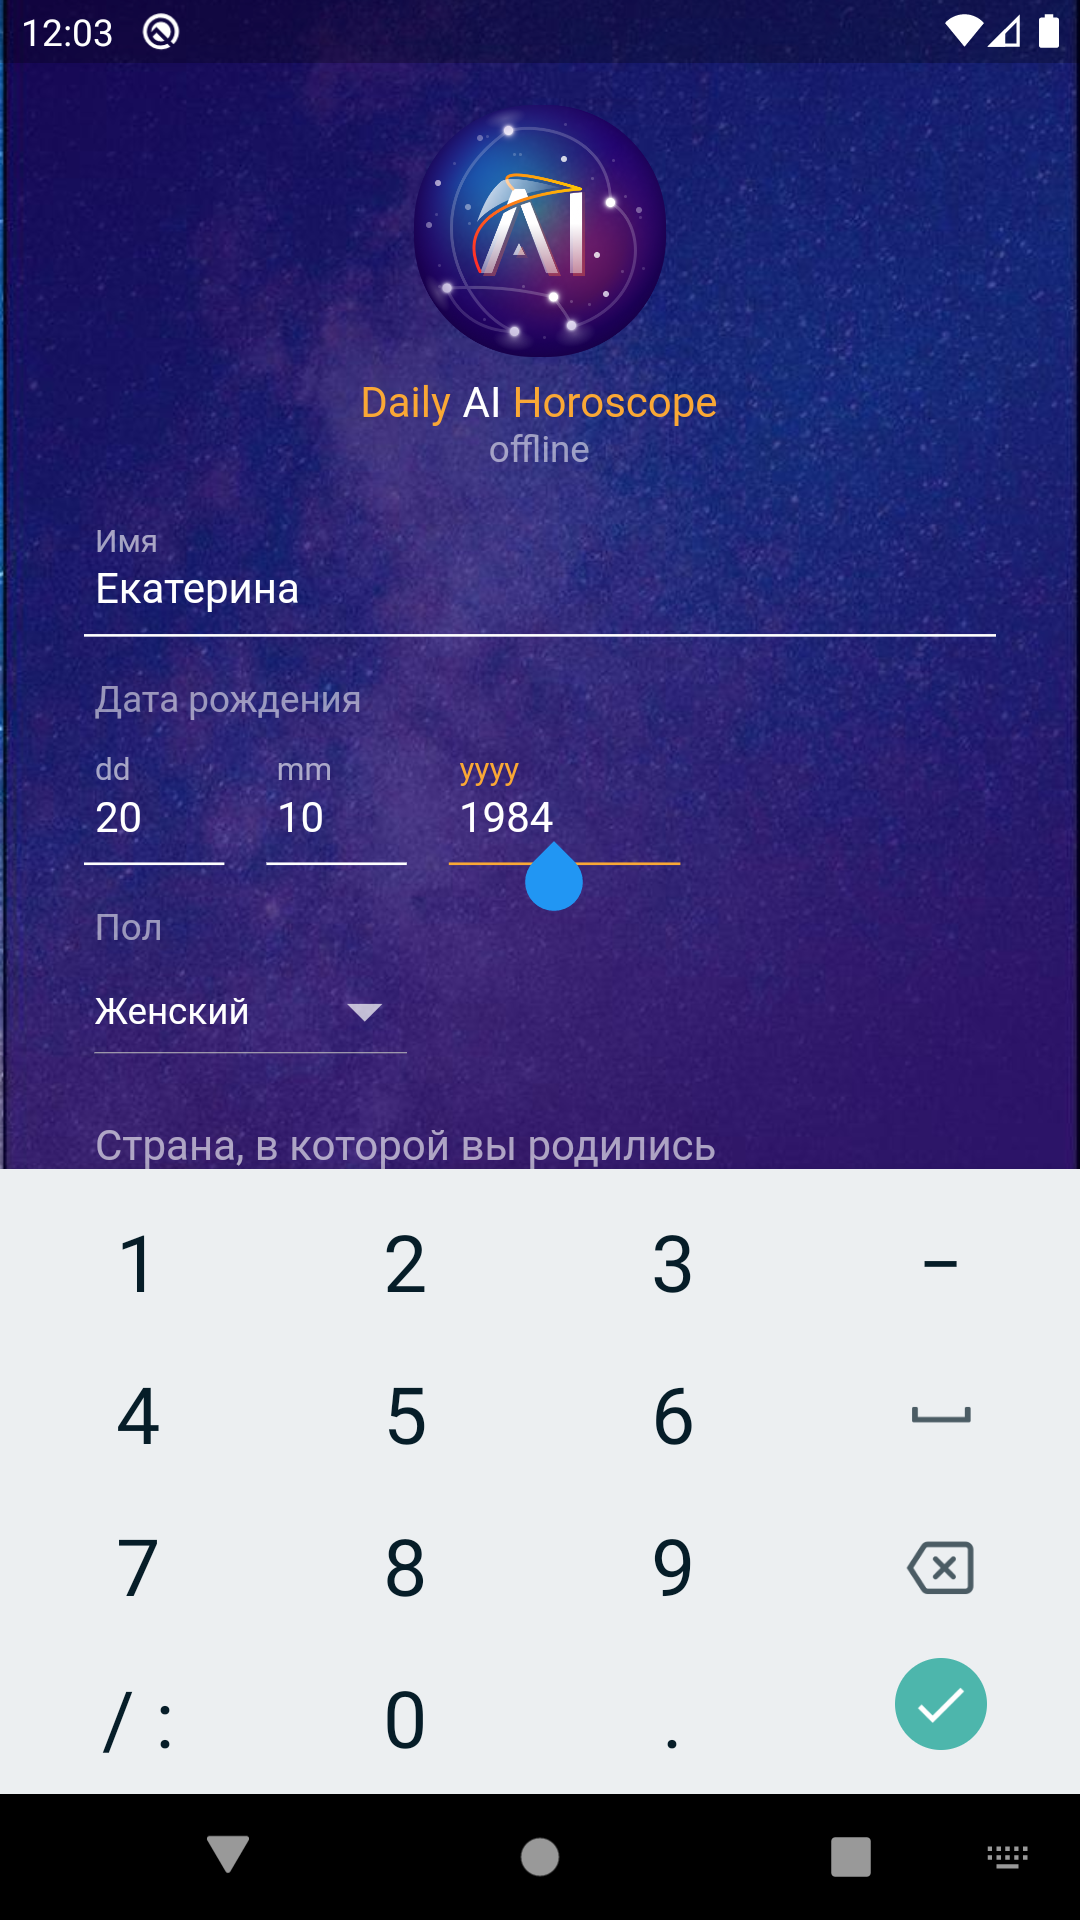 12:03
AI
Daily AI Horoscope
offline
Имя
Екатерина
Дата рождения
dd mm yyyy
20 10 1984
Пол
Женский
Страна, в которой вы родились
1 2 3 –
4 5 6
7 8 9
/ : 0 .